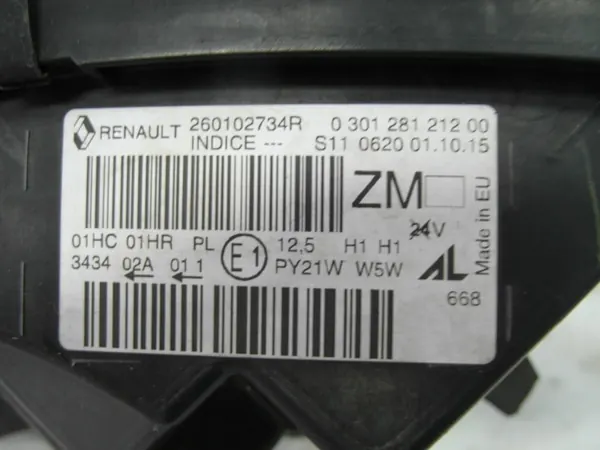 RENAULT 260102734R 0 301 281 212 00
INDICE --- S11 0620 01.10.15
ZM
Made in EU
24V
01HC 01HR PL E1 12,5 H1 H1
3434 02A 01 1 PY21W W5W AL
668